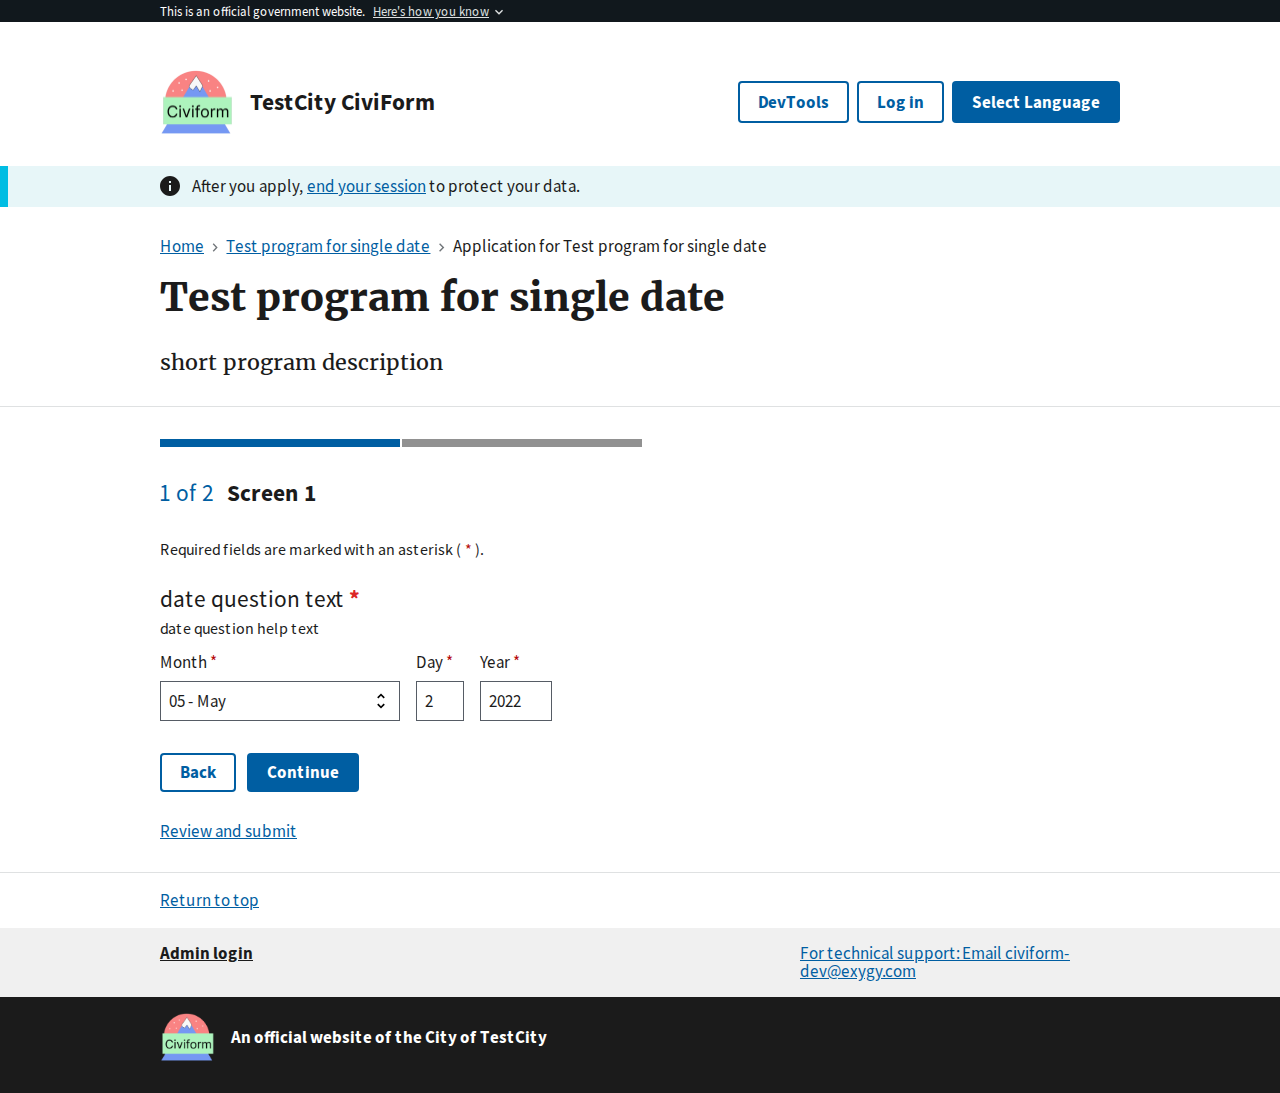 This is an official government website. Here's how you know
Civiform
TestCity CiviForm
DevTools
Log in
Select Language
After you apply, end your session to protect your data.
Home > Test program for single date > Application for Test program for single date
Test program for single date
short program description
1 of 2 Screen 1
Required fields are marked with an asterisk ( * ).
date question text *
date question help text
Month * Day * Year *
05 - May 2 2022
Back Continue
Review and submit
Return to top
Admin login
For technical support: Email civiform-
dev@exygy.com
Civiform
An official website of the City of TestCity